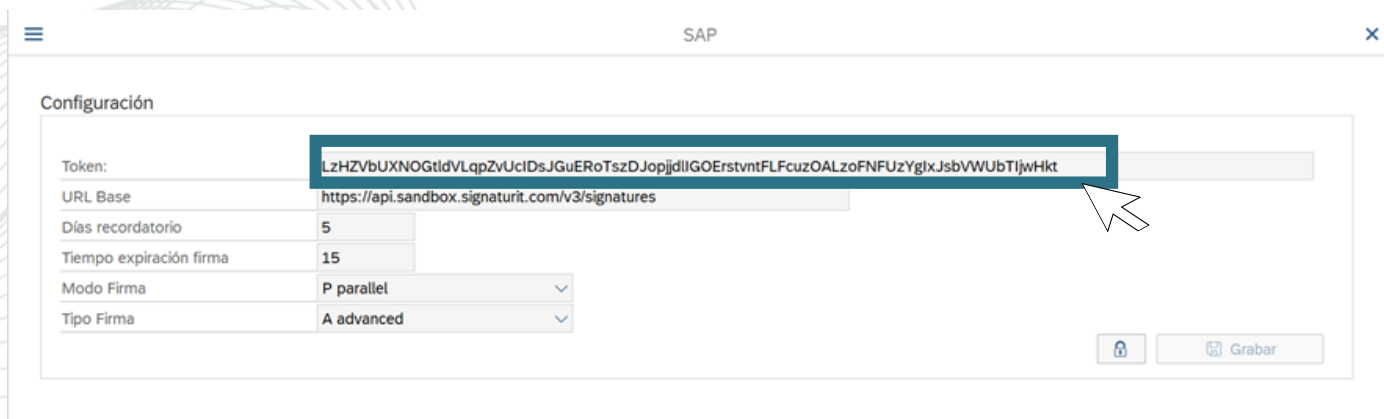 SAP
Configuración
Token: LzHZVbUXNOGtldVLqpZvUcIDsJGuERoTszDJopjjdlIGOErstvntFLFcuzOALzoFNFUzYgIxJsbVWUbTIjwHkt
URL Base https://api.sandbox.signaturit.com/v3/signatures
Días recordatorio 5
Tiempo expiración firma 15
Modo Firma P parallel
Tipo Firma A advanced
Grabar